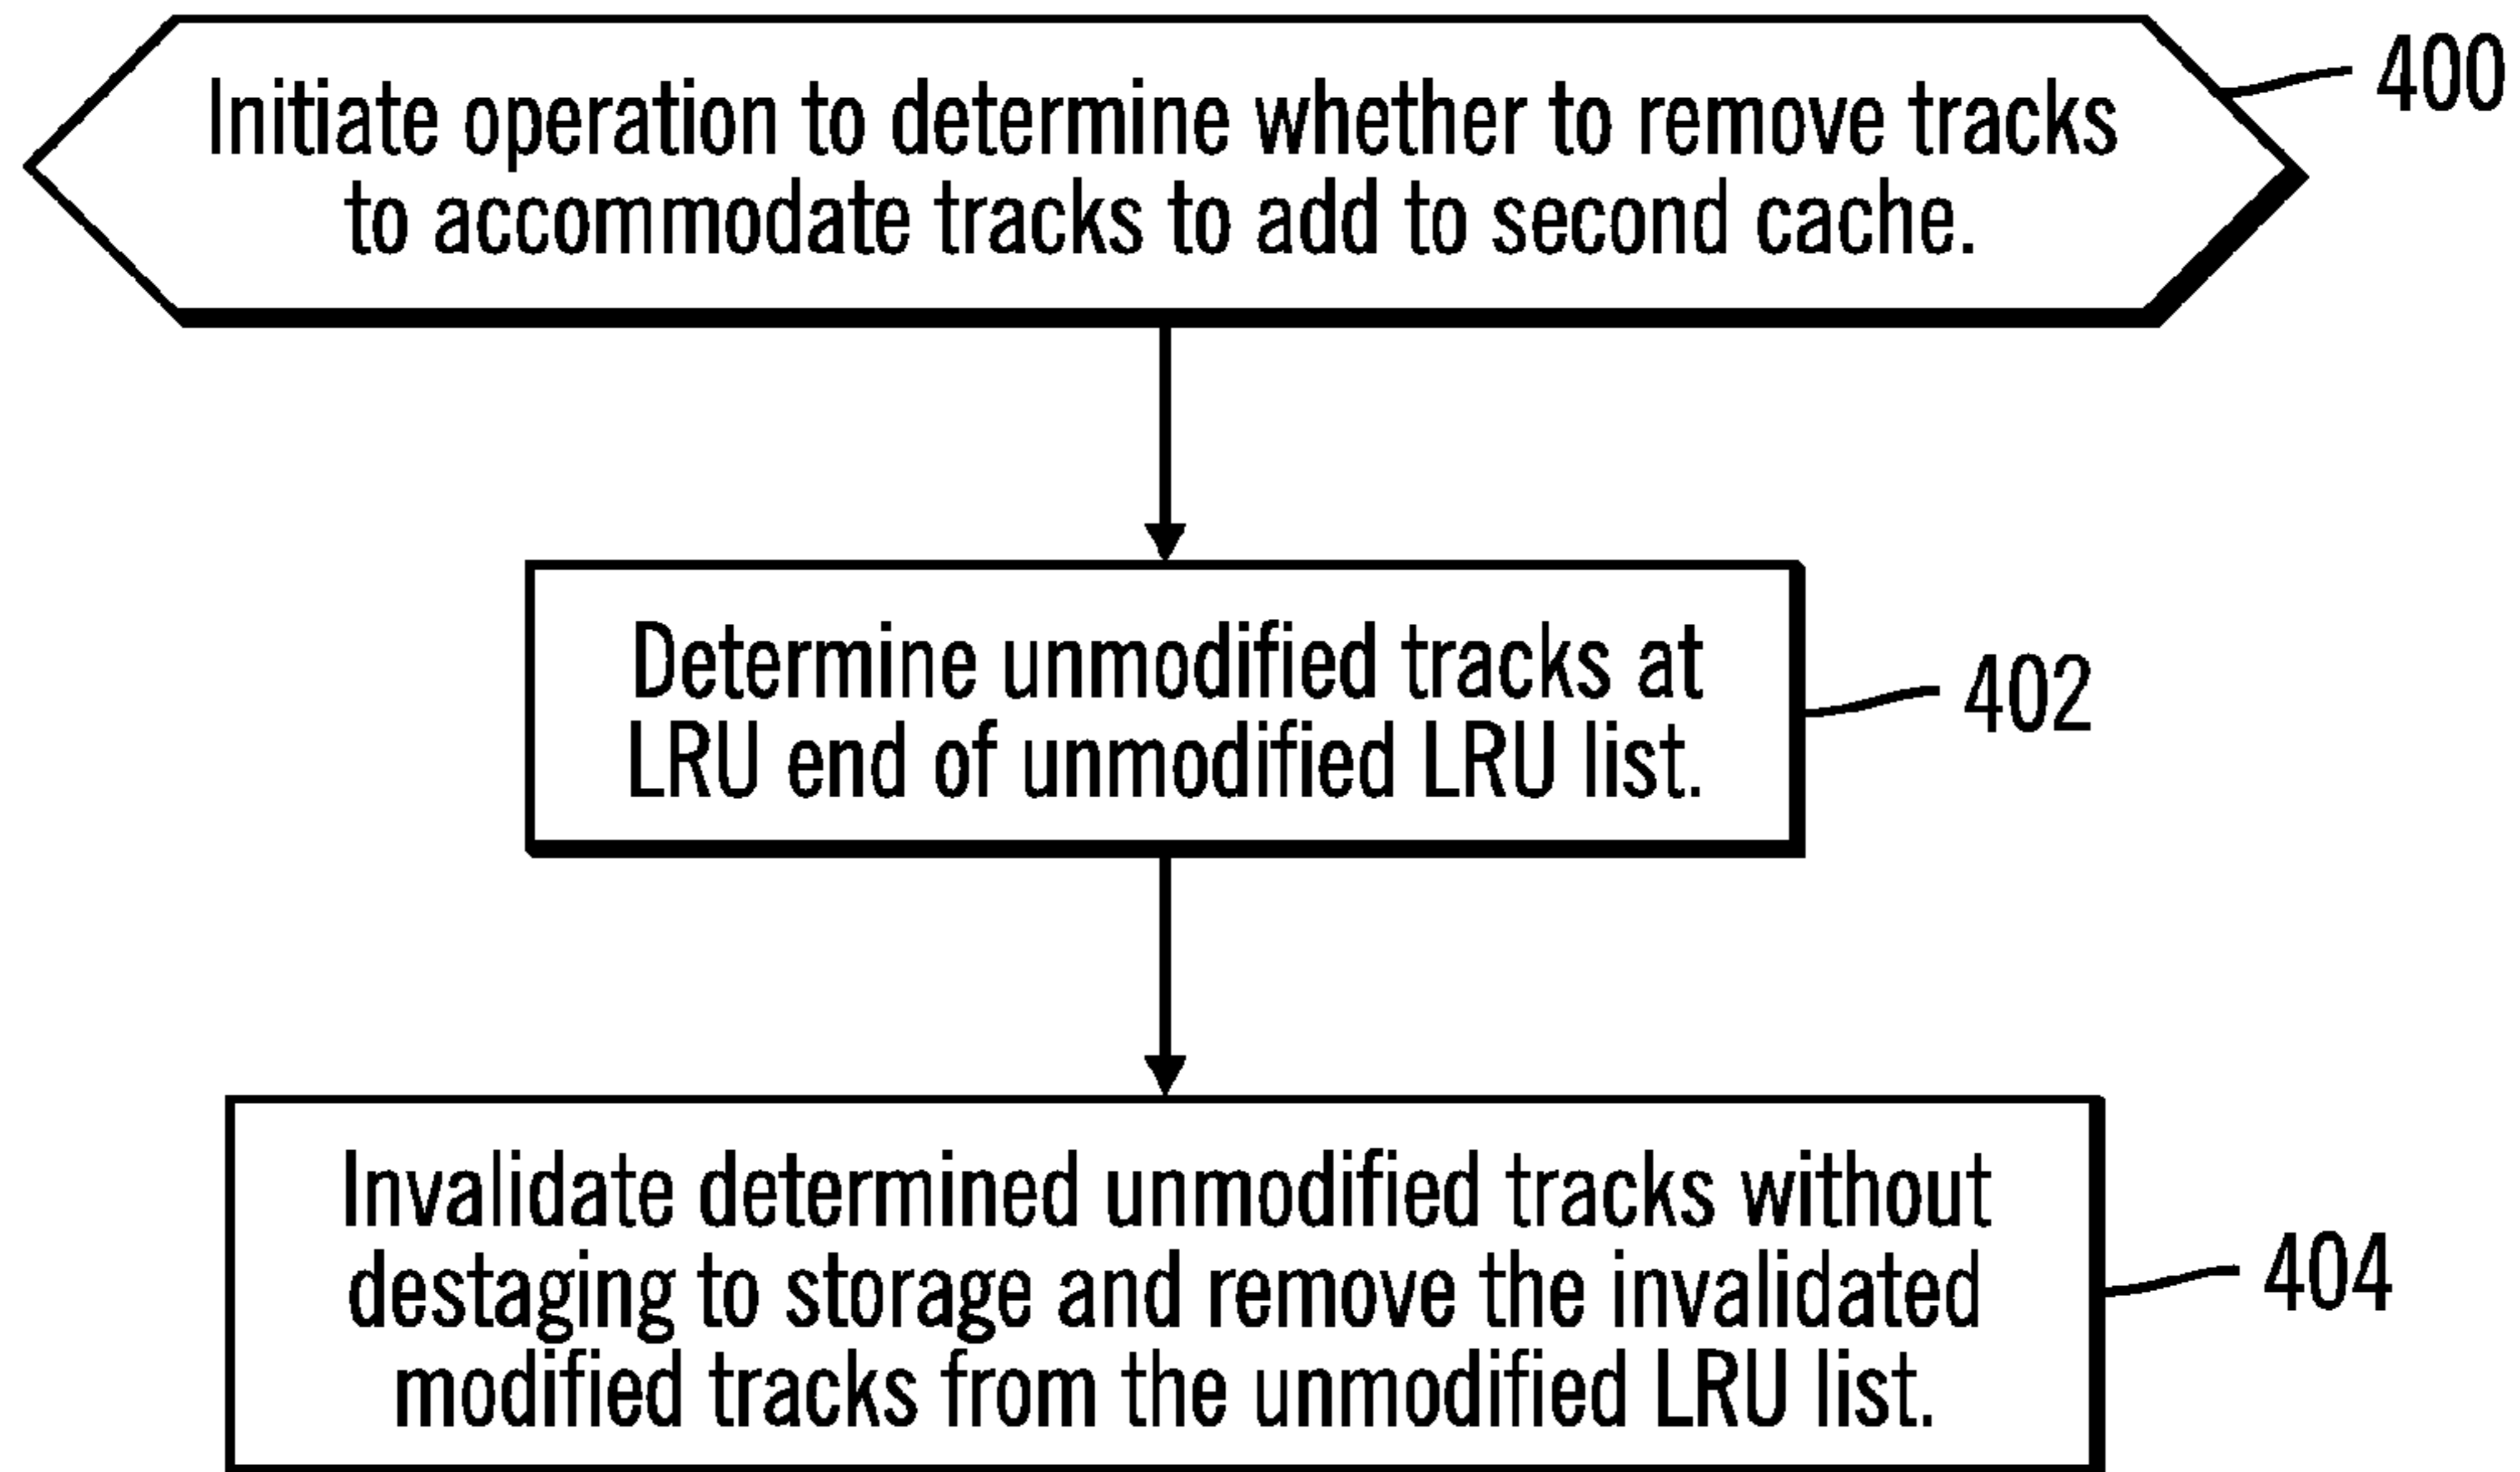 Initiate operation to determine whether to remove tracks
to accommodate tracks to add to second cache.
400
Determine unmodified tracks at
LRU end of unmodified LRU list.
402
Invalidate determined unmodified tracks without
destaging to storage and remove the invalidated
modified tracks from the unmodified LRU list.
404